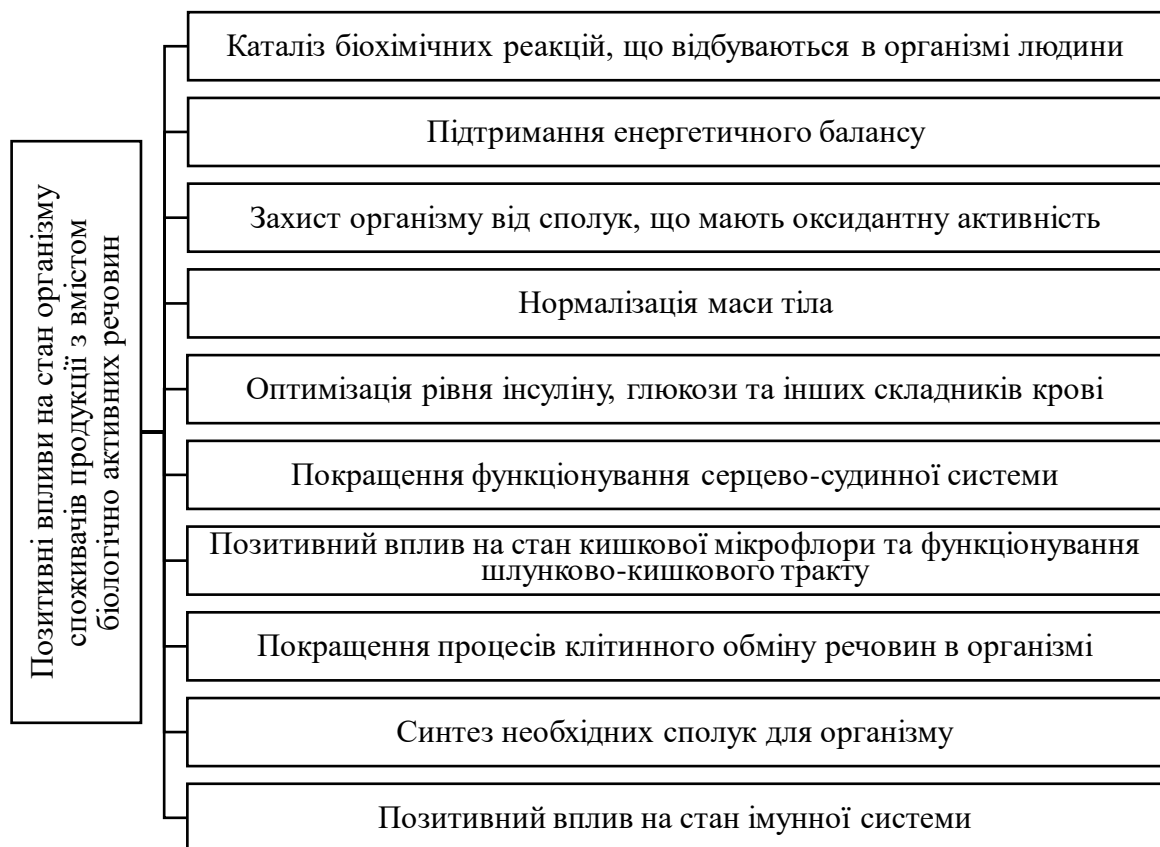 Позитивні впливи на стан організму
споживачів продукції з вмістом
біологічно активних речовин
Каталіз біохімічних реакцій, що відбуваються в організмі людини
Підтримання енергетичного балансу
Захист організму від сполук, що мають оксидантну активність
Нормалізація маси тіла
Оптимізація рівня інсуліну, глюкози та інших складників крові
Покращення функціонування серцево-судинної системи
Позитивний вплив на стан кишкової мікрофлори та функціонування
шлунково-кишкового тракту
Покращення процесів клітинного обміну речовин в організмі
Синтез необхідних сполук для організму
Позитивний вплив на стан імунної системи